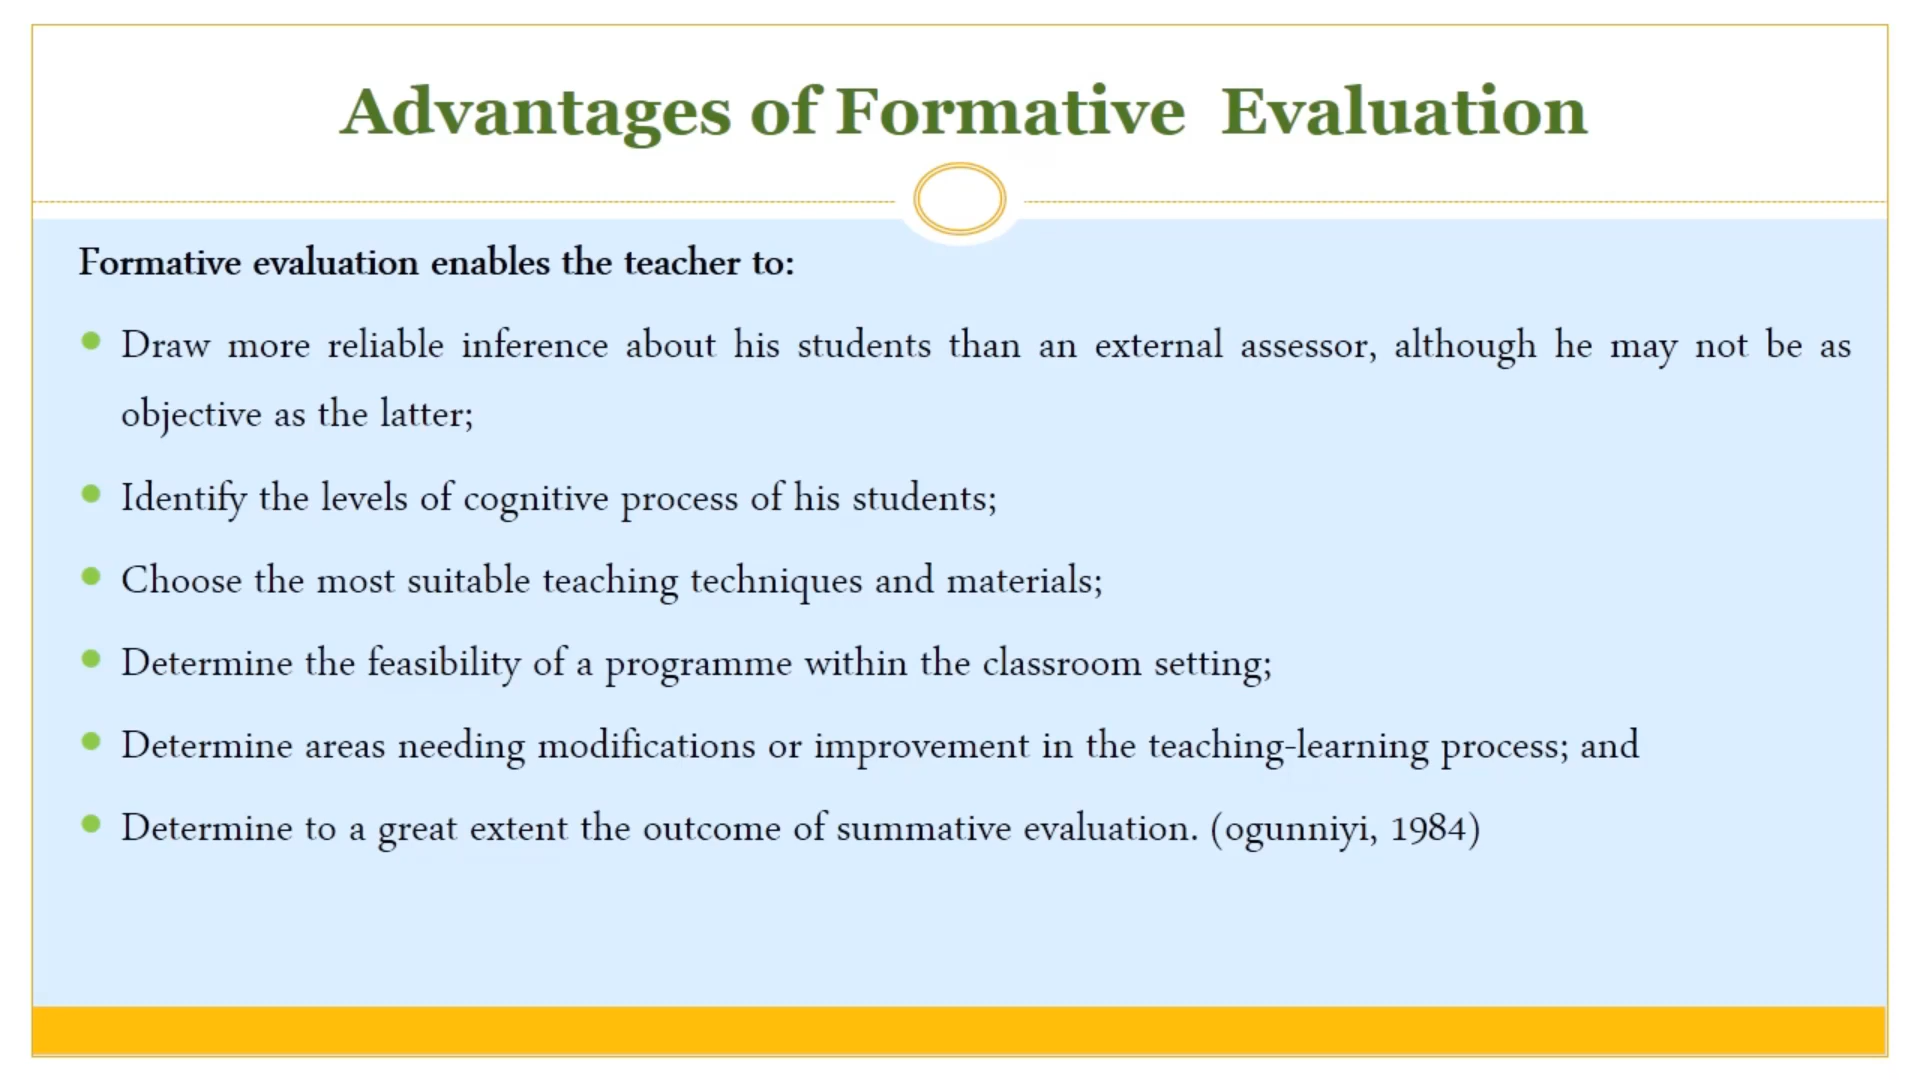 Advantages of Formative Evaluation
Formative evaluation enables the teacher to:
Draw more reliable inference about his students than an external assessor, although he may not be as
objective as the latter;
Identify the levels of cognitive process of his students;
Choose the most suitable teaching techniques and materials;
Determine the feasibility of a programme within the classroom setting;
Determine areas needing modifications or improvement in the teaching-learning process; and
Determine to a great extent the outcome of summative evaluation. (ogunniyi, 1984)